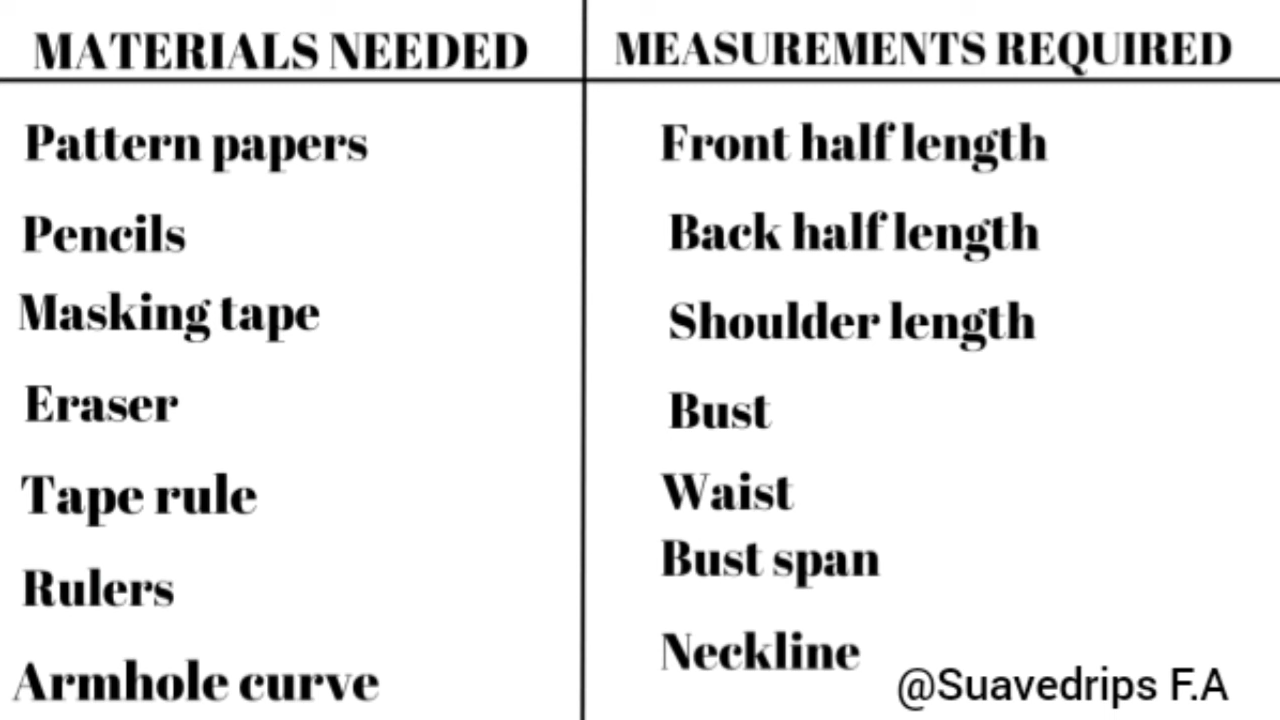 MATERIALS NEEDED
Pattern papers
Pencils
Masking tape
Eraser
Tape rule
Rulers
Armhole curve
MEASUREMENTS REQUIRED
Front half length
Back half length
Shoulder length
Bust
Waist
Bust span
Neckline
@Suavedrips F.A